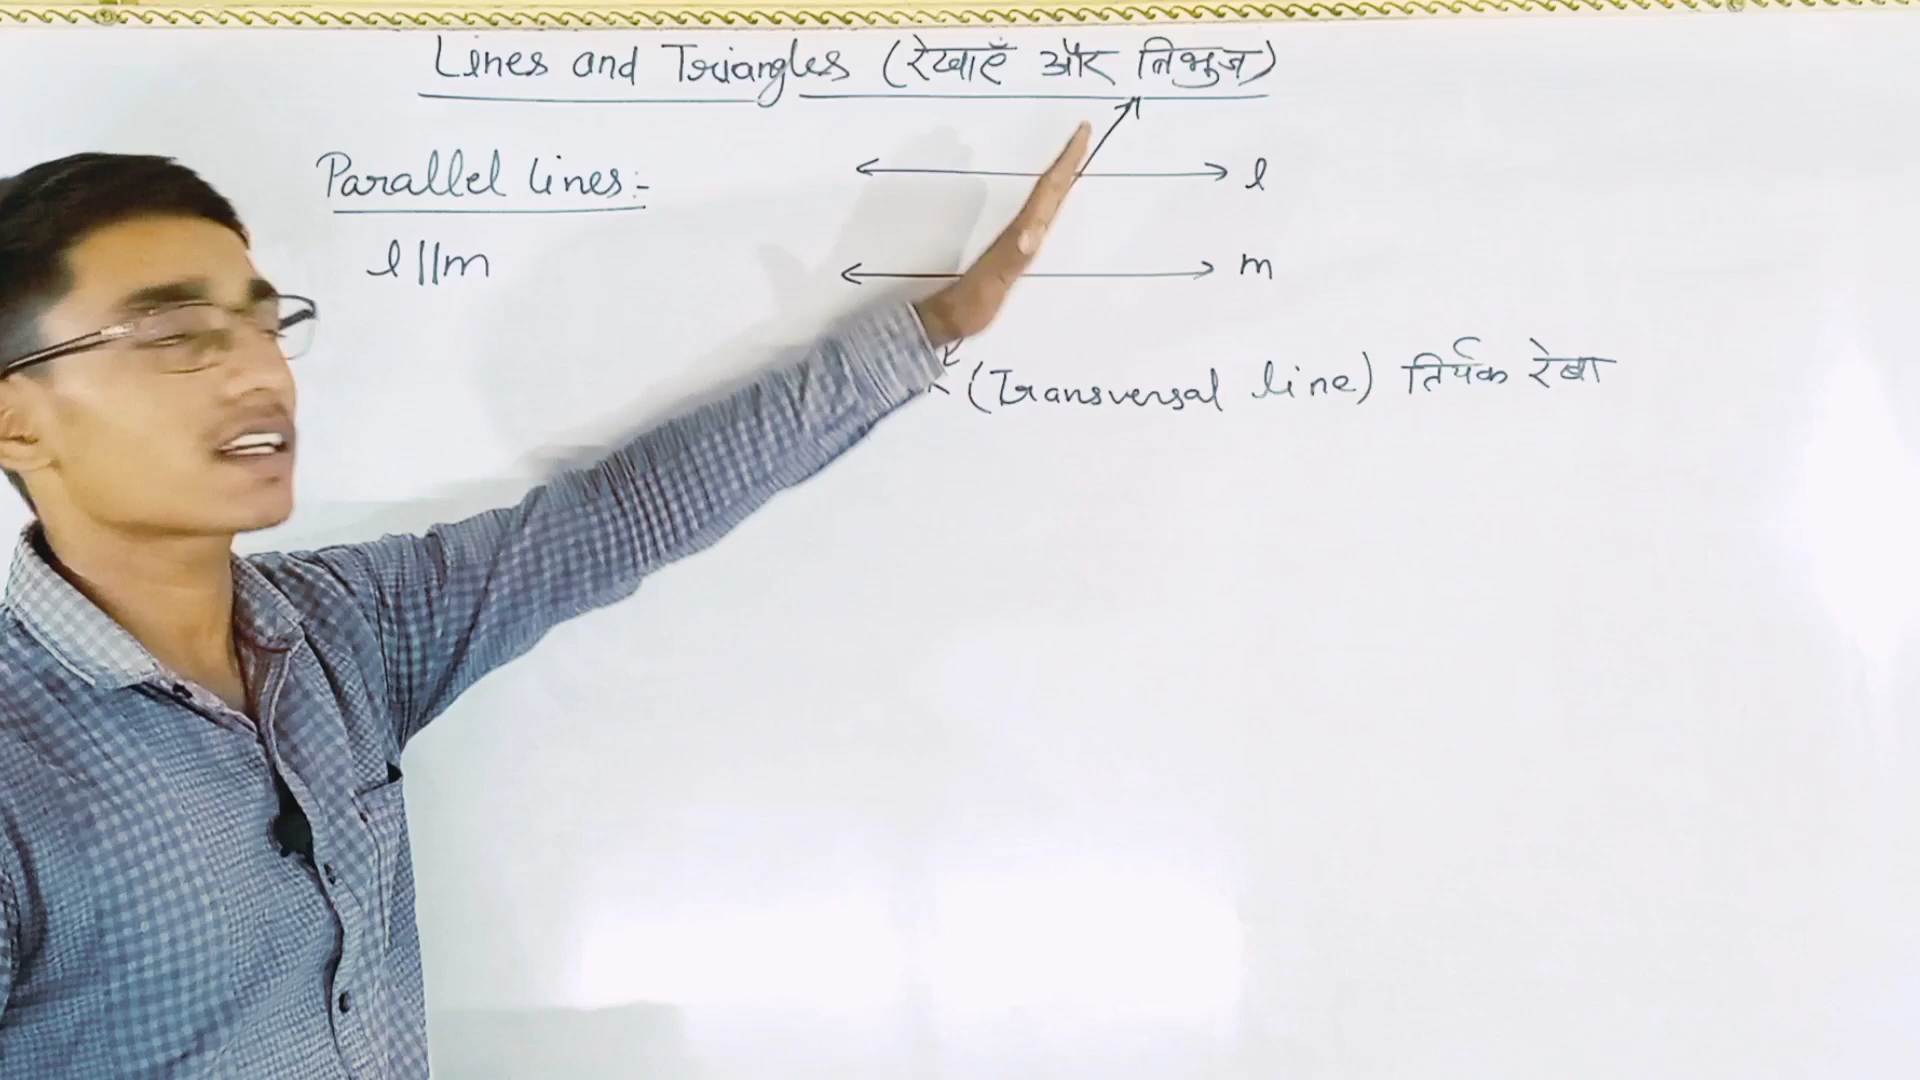 Lines and Triangles (रेखाएँ और त्रिभुज)
Parallel lines:-
l
l||m
m
(Transversal line) तिर्यक रेखा